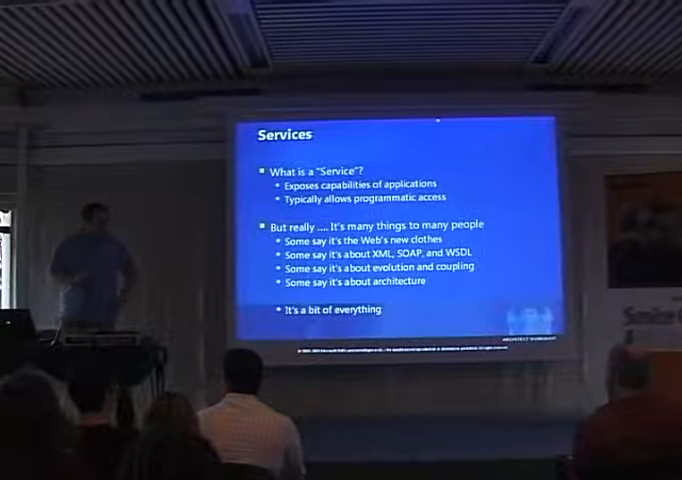 Services
What is a "Service"?
Exposes capabilities of applications
Typically allows programmatic access
But really .... It's many things to many people
Some say it's the Web's new clothes
Some say it's about XML, SOAP, and WSDL
Some say it's about evolution and coupling
Some say it's about architecture
It's a bit of everything